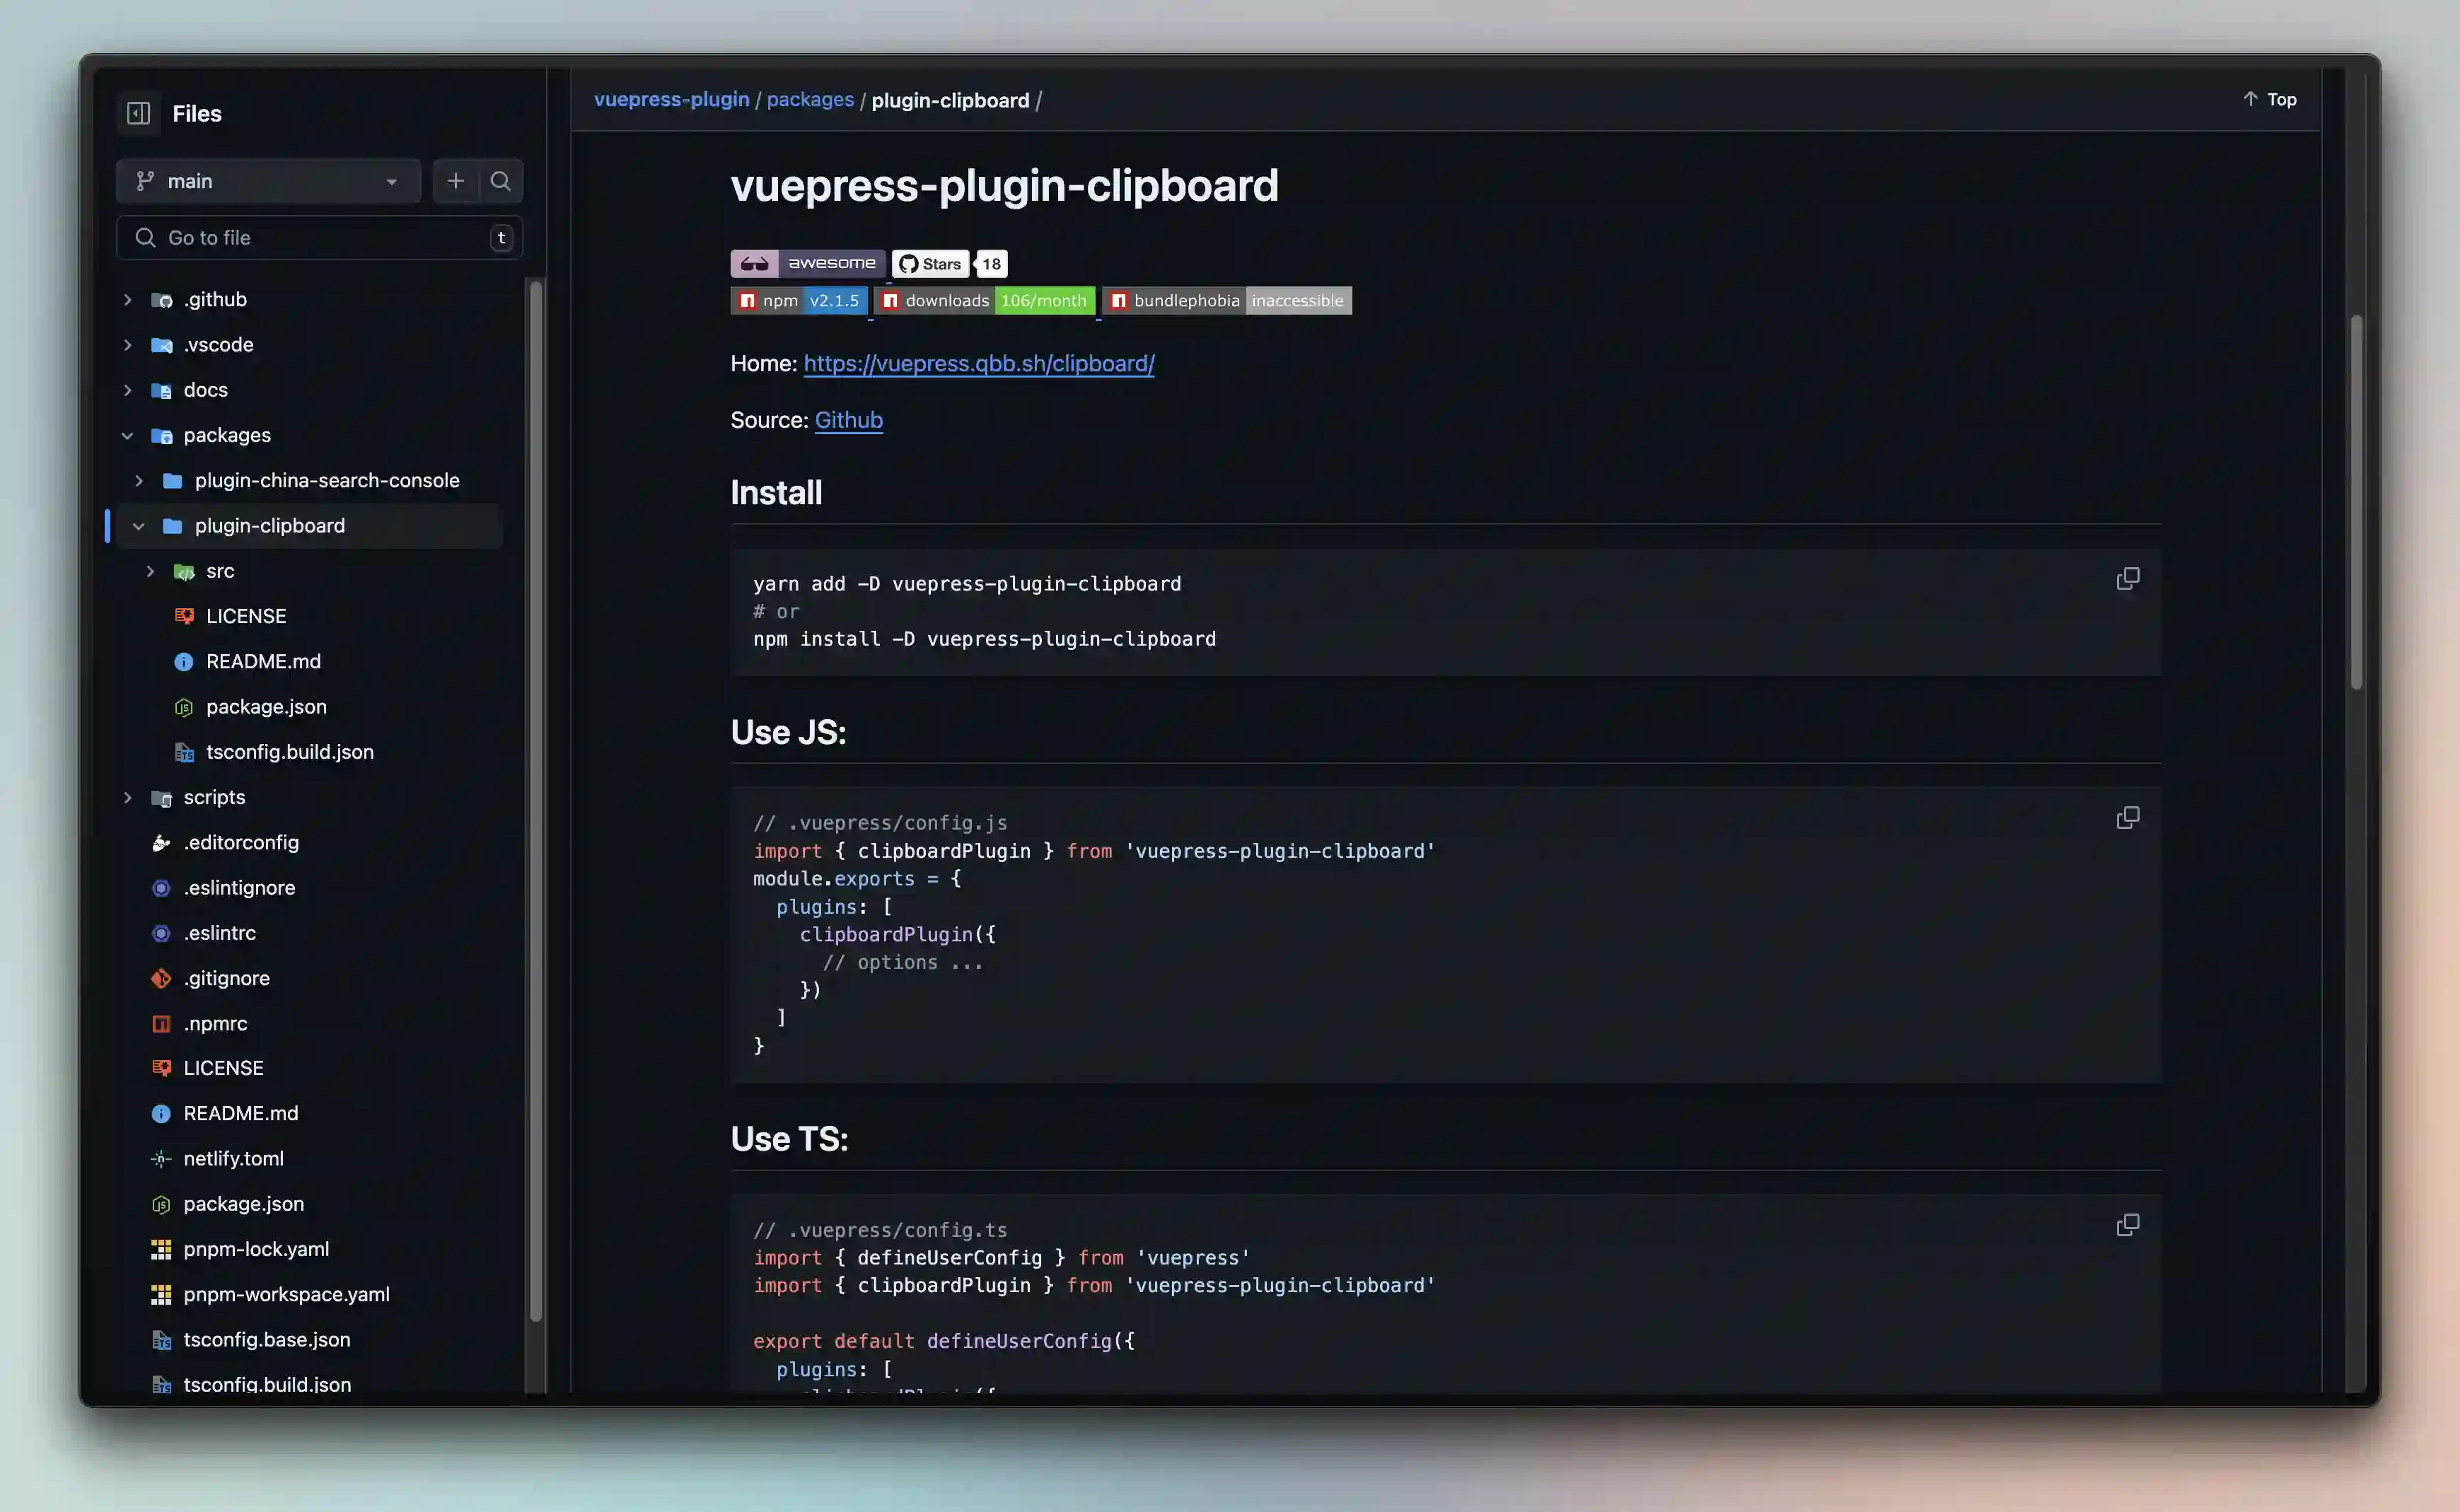 Files
main
Go to file
t
.github
.vscode
docs
packages
plugin-china-search-console
plugin-clipboard
src
LICENSE
README.md
package.json
tsconfig.build.json
scripts
.editorconfig
.eslintignore
.eslintrc
.gitignore
.npmrc
LICENSE
README.md
netlify.toml
package.json
pnpm-lock.yaml
pnpm-workspace.yaml
tsconfig.base.json
tsconfig.build.json
vuepress-plugin / packages / plugin-clipboard /
Top
vuepress-plugin-clipboard
awesome Stars 18
npm v2.1.5 downloads 106/month bundlephobia inaccessible
Home: https://vuepress.qbb.sh/clipboard/
Source: Github
Install
yarn add -D vuepress-plugin-clipboard
# or
npm install -D vuepress-plugin-clipboard
Use JS:
// .vuepress/config.js
import { clipboardPlugin } from 'vuepress-plugin-clipboard'
module.exports = {
  plugins: [
    clipboardPlugin({
      // options ...
    })
  ]
}
Use TS:
// .vuepress/config.ts
import { defineUserConfig } from 'vuepress'
import { clipboardPlugin } from 'vuepress-plugin-clipboard'
export default defineUserConfig({
  plugins: [